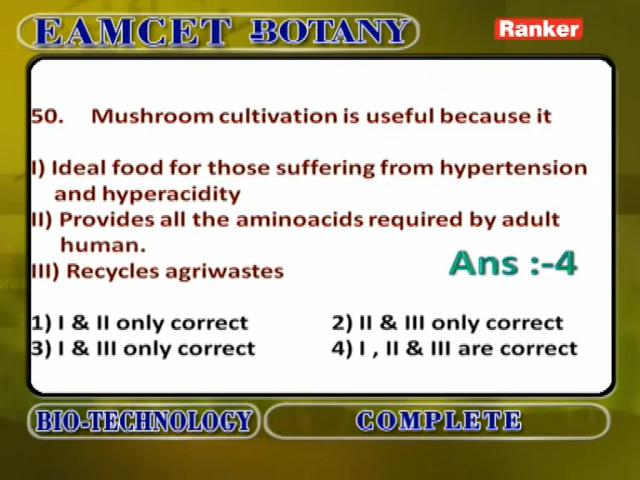 EAMCET -BOTANY
Ranker
50. Mushroom cultivation is useful because it
I) Ideal food for those suffering from hypertension
and hyperacidity
II) Provides all the aminoacids required by adult
human.
III) Recycles agriwastes
Ans :-4
1) I & II only correct 2) II & III only correct
3) I & III only correct 4) I , II & III are correct
BIO-TECHNOLOGY COMPLETE